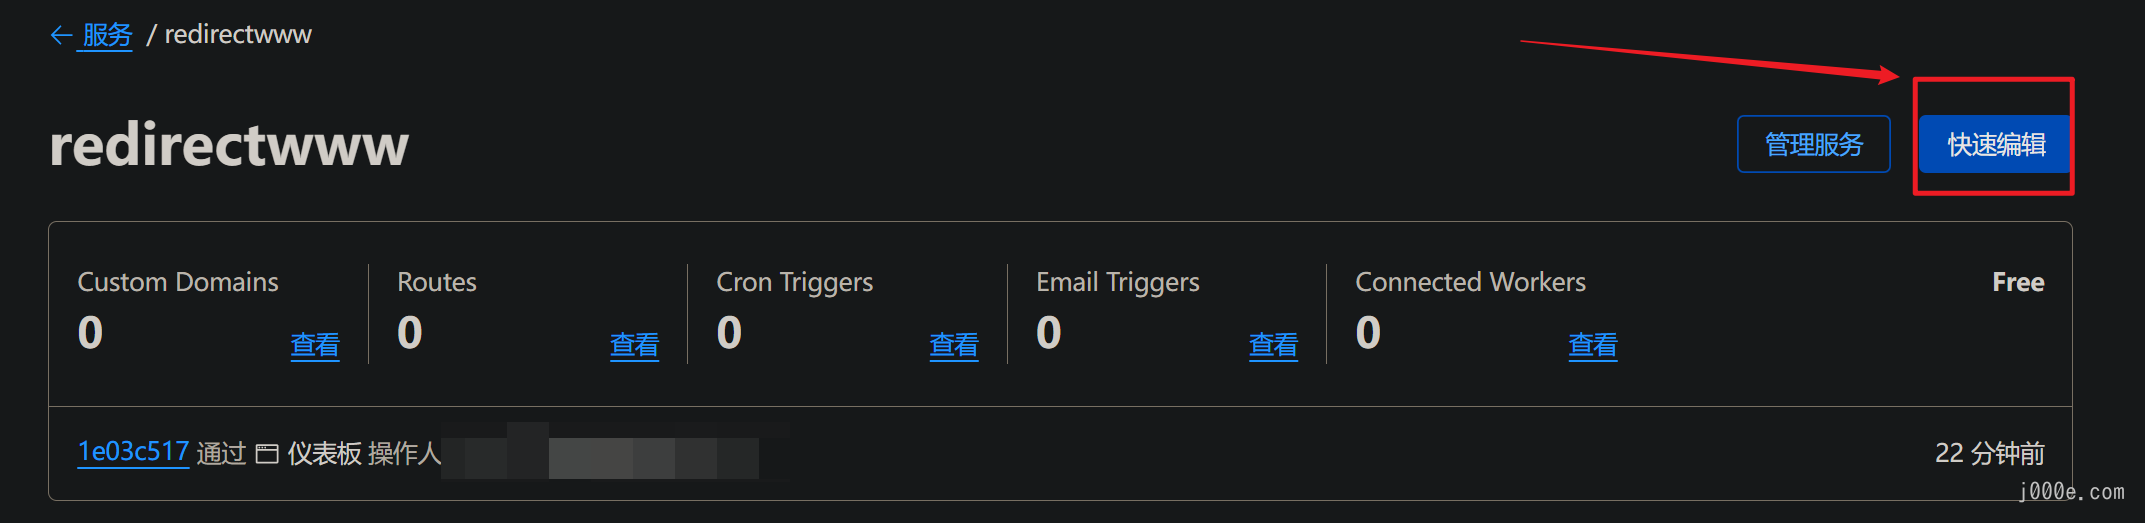 ← 服务 / redirectwww
redirectwww
管理服务
快速编辑
Custom Domains
0
查看
Routes
0
查看
Cron Triggers
0
查看
Email Triggers
0
查看
Connected Workers
0
查看
Free
1e03c517 通过 仪表板 操作人
22 分钟前
j000e.com